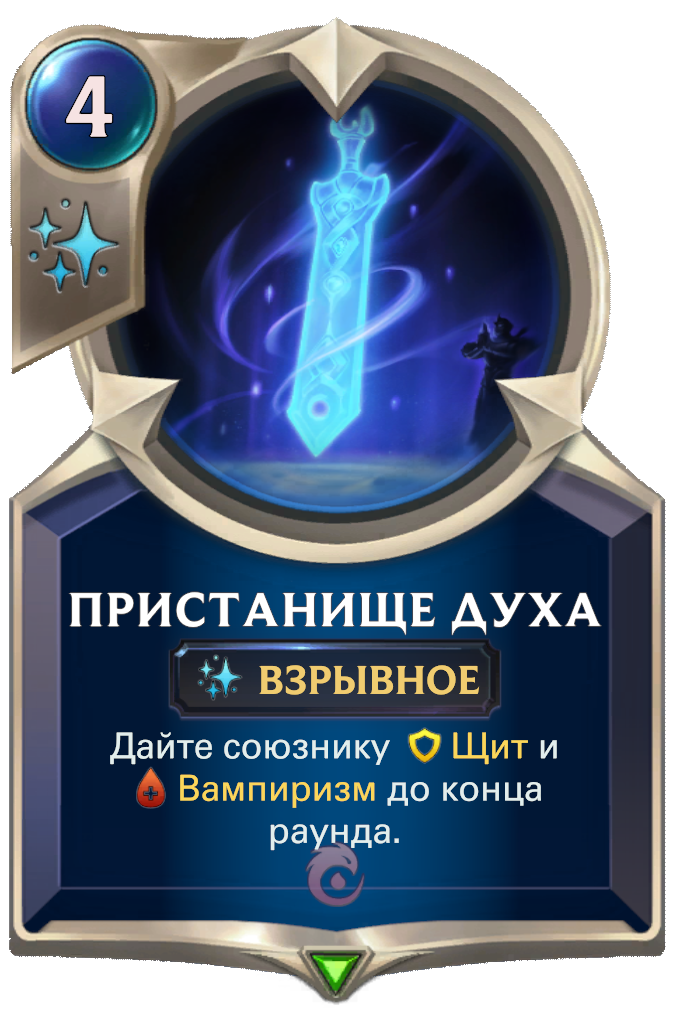 4
ПРИСТАНИЩЕ ДУХА
ВЗРЫВНОЕ
Дайте союзнику Щит и
Вампиризм до конца
раунда.